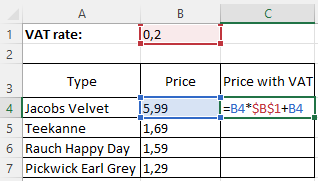 A B C
1 VAT rate: 0,2
2
3 Type Price Price with VAT
4 Jacobs Velvet 5,99 =B4*$B$1+B4
5 Teekanne 1,69
6 Rauch Happy Day 1,59
7 Pickwick Earl Grey 1,29